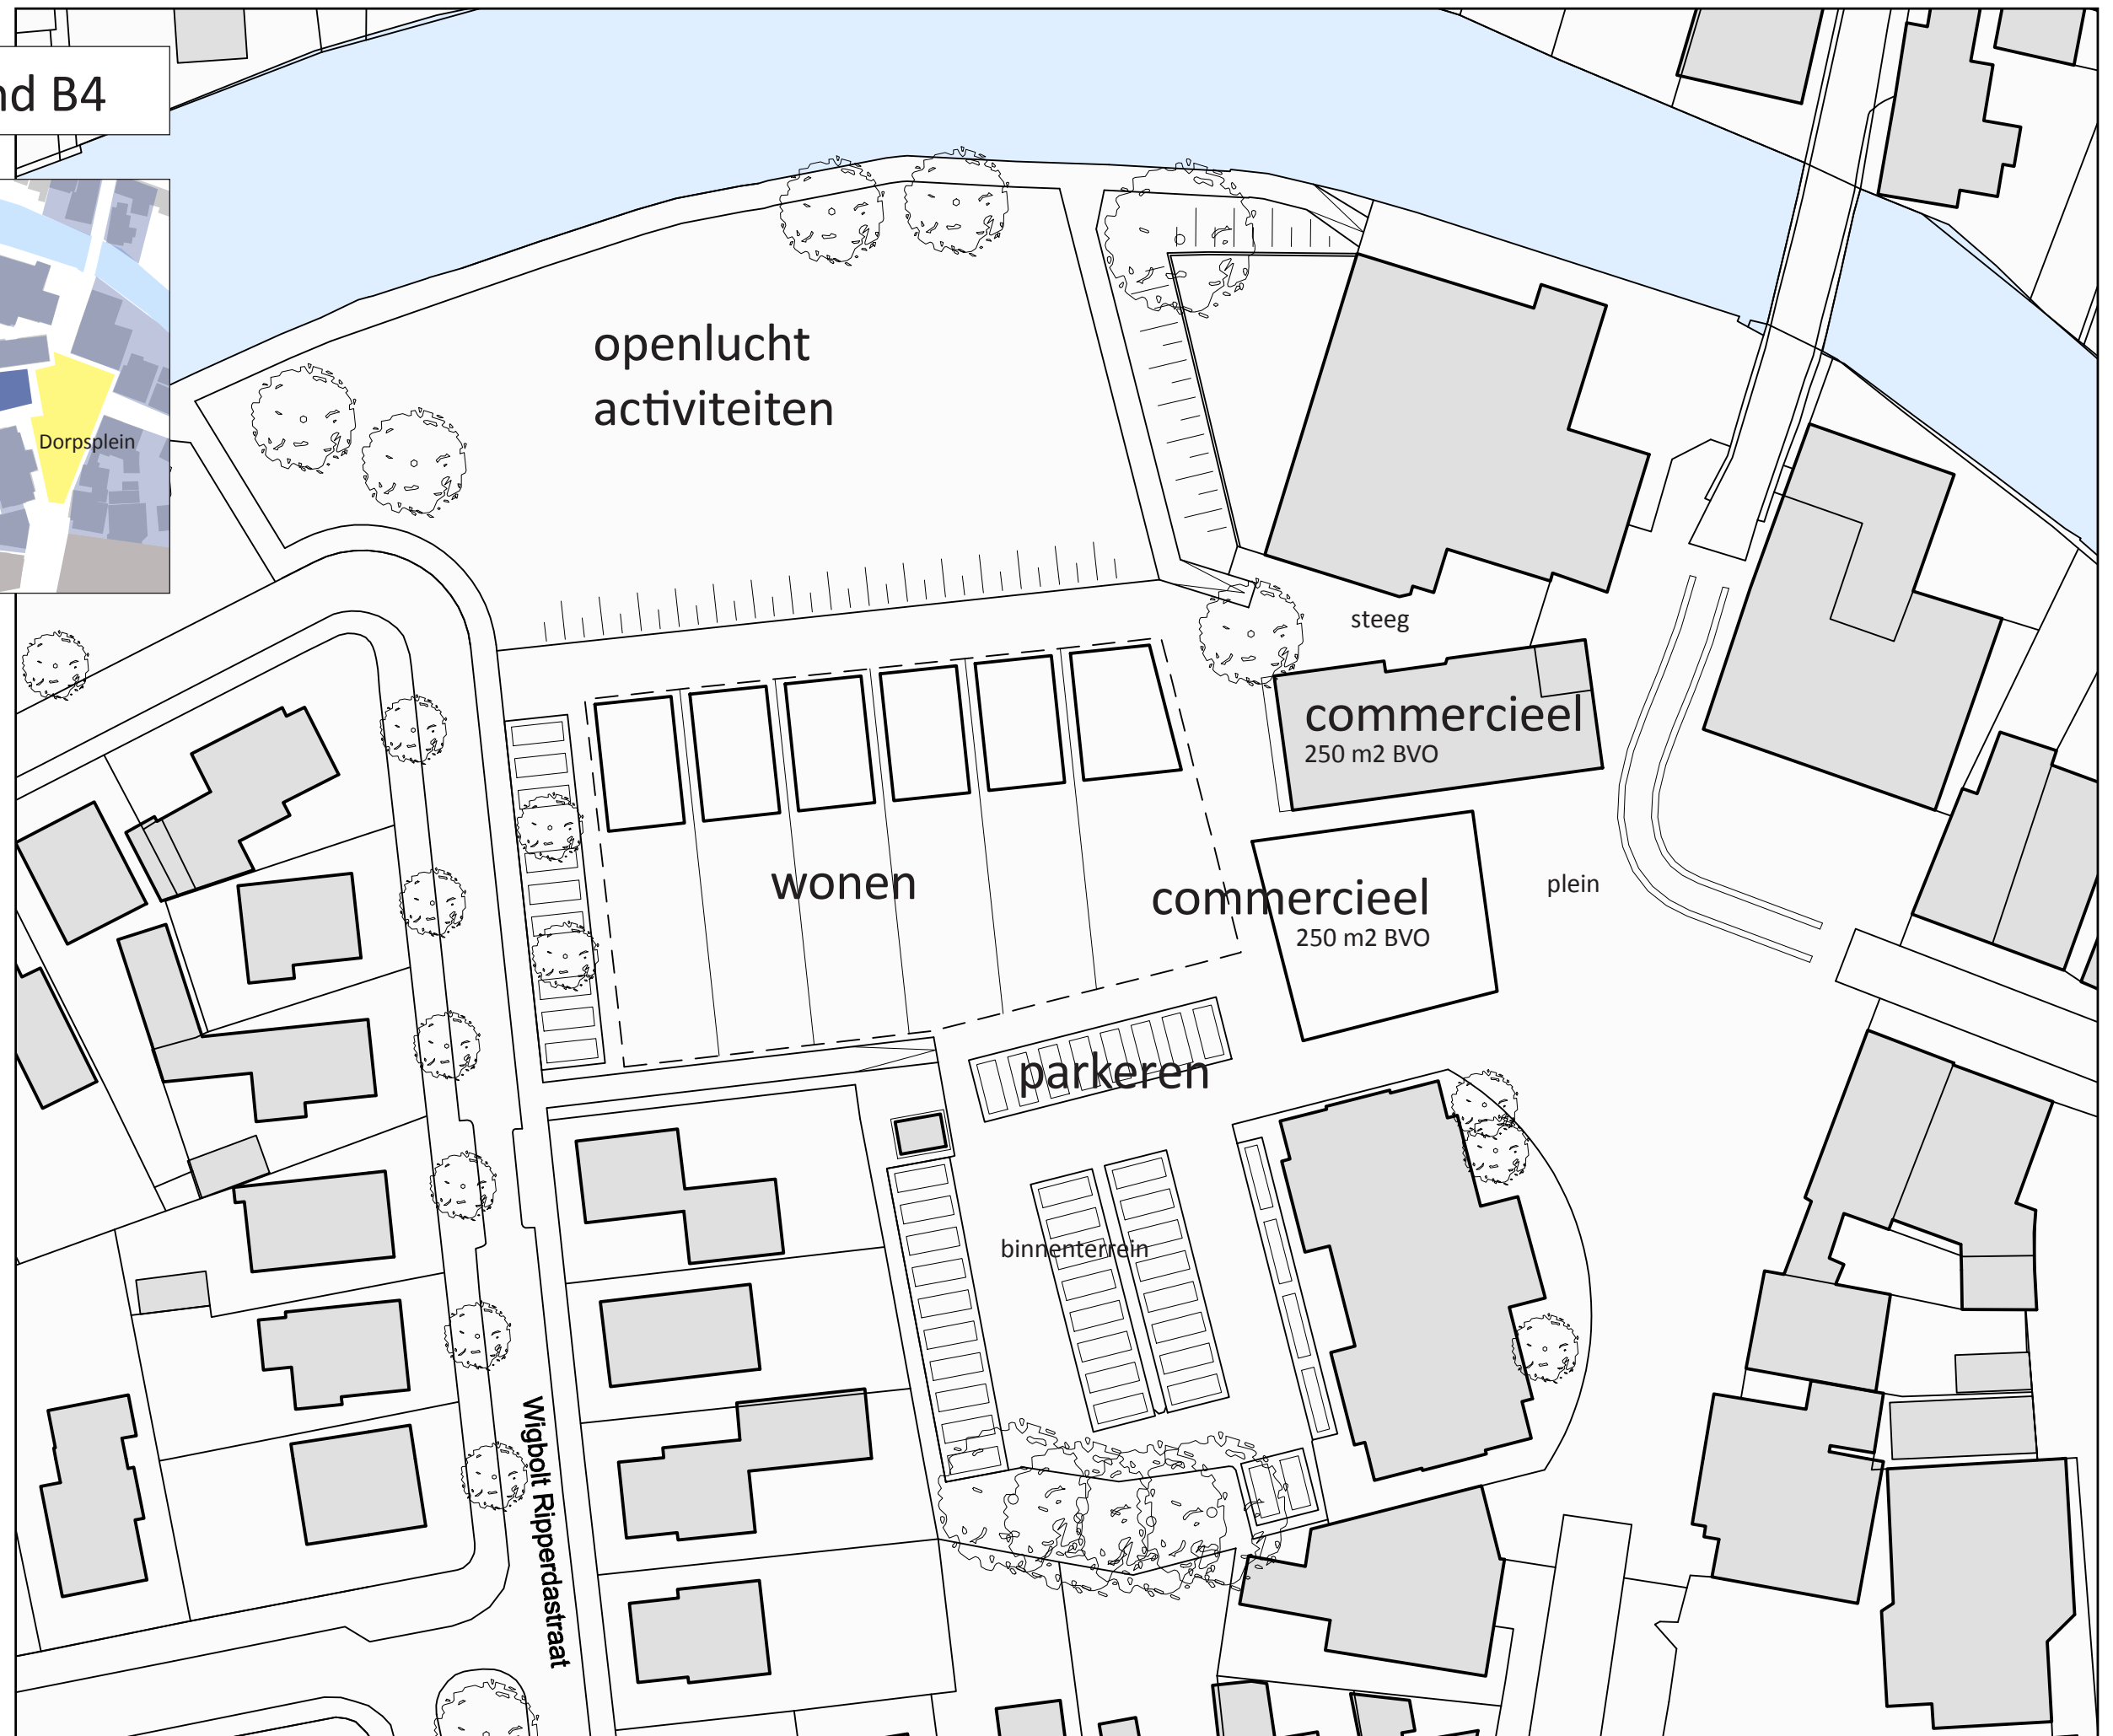 nd B4
Dorpsplein
openlucht
activiteiten
steeg
commercieel
250 m2 BVO
wonen
commercieel
250 m2 BVO
plein
parkeren
binnenterrein
Wigbolt Ripperdastraat